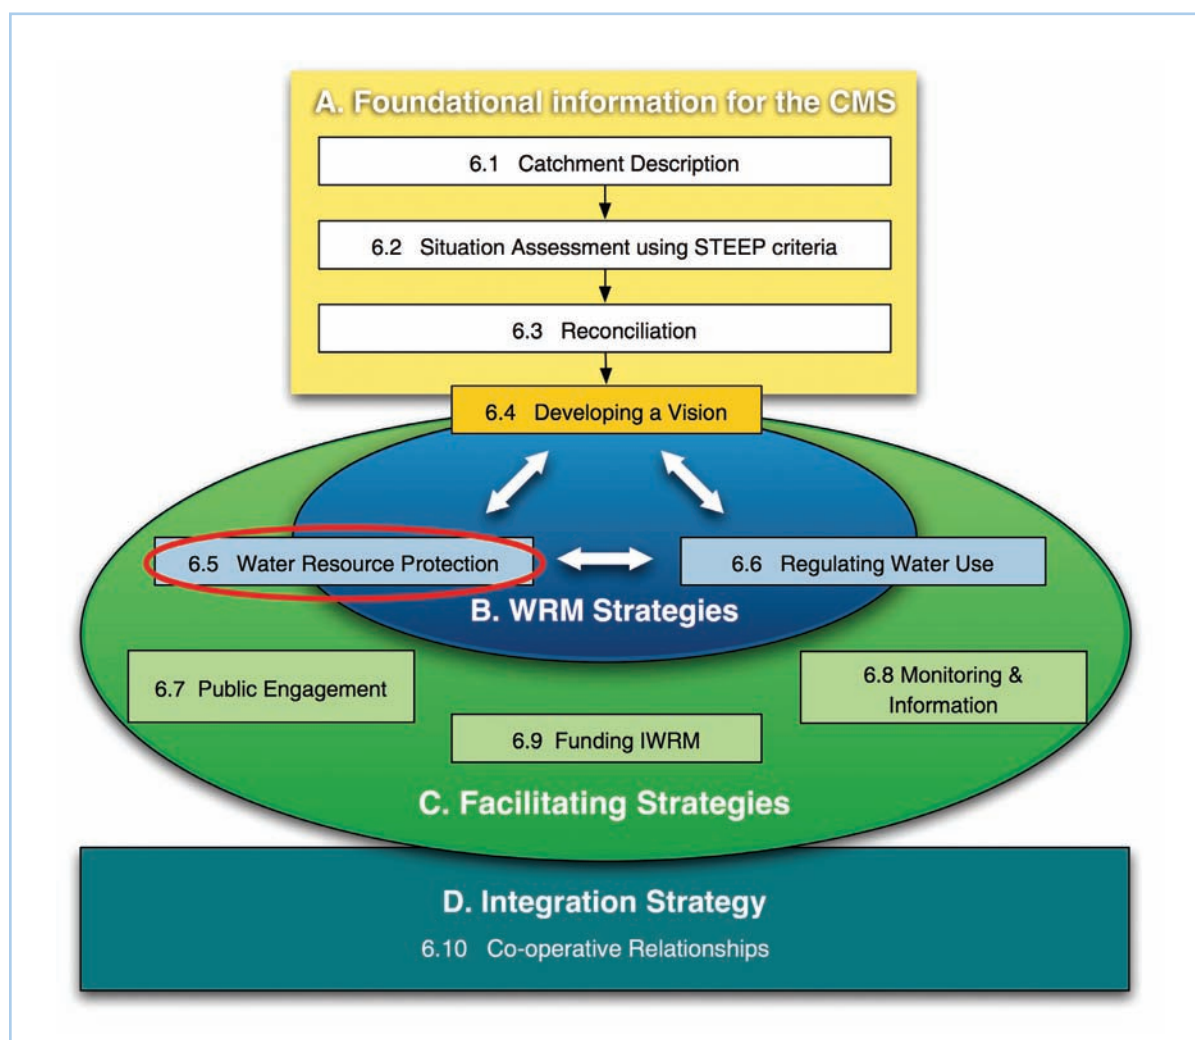 A. Foundational information for the CMS
6.1 Catchment Description
6.2 Situation Assessment using STEEP criteria
6.3 Reconciliation
6.4 Developing a Vision
6.5 Water Resource Protection
6.6 Regulating Water Use
B. WRM Strategies
6.7 Public Engagement
6.8 Monitoring &
Information
6.9 Funding IWRM
C. Facilitating Strategies
D. Integration Strategy
6.10 Co-operative Relationships